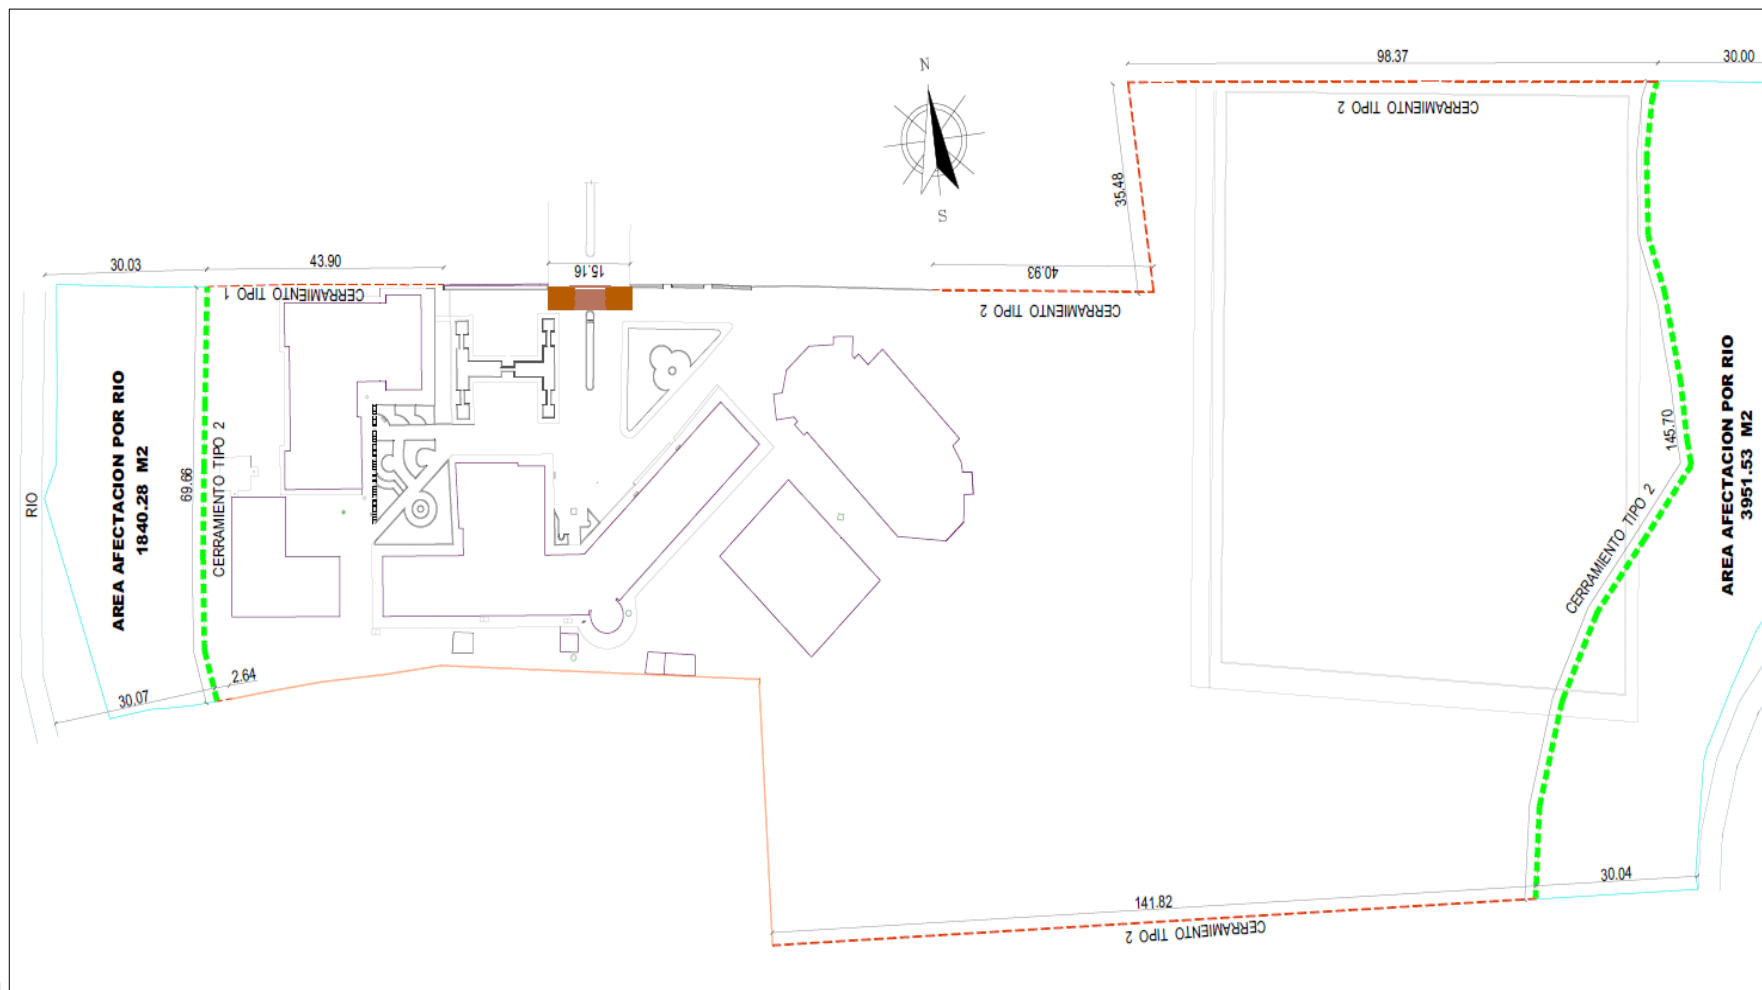 98.37
30.00
N
CERRAMIENTO TIPO 2
35.48
S
30.03
43.90
15.16
40.93
CERRAMIENTO TIPO 1
CERRAMIENTO TIPO 2
RIO
AREA AFECTACION POR RIO
1840.28 M2
69.66
CERRAMIENTO TIPO 2
145.70
AREA AFECTACION POR RIO
3951.53 M2
CERRAMIENTO TIPO 2
2.64
30.07
30.04
141.82
CERRAMIENTO TIPO 2